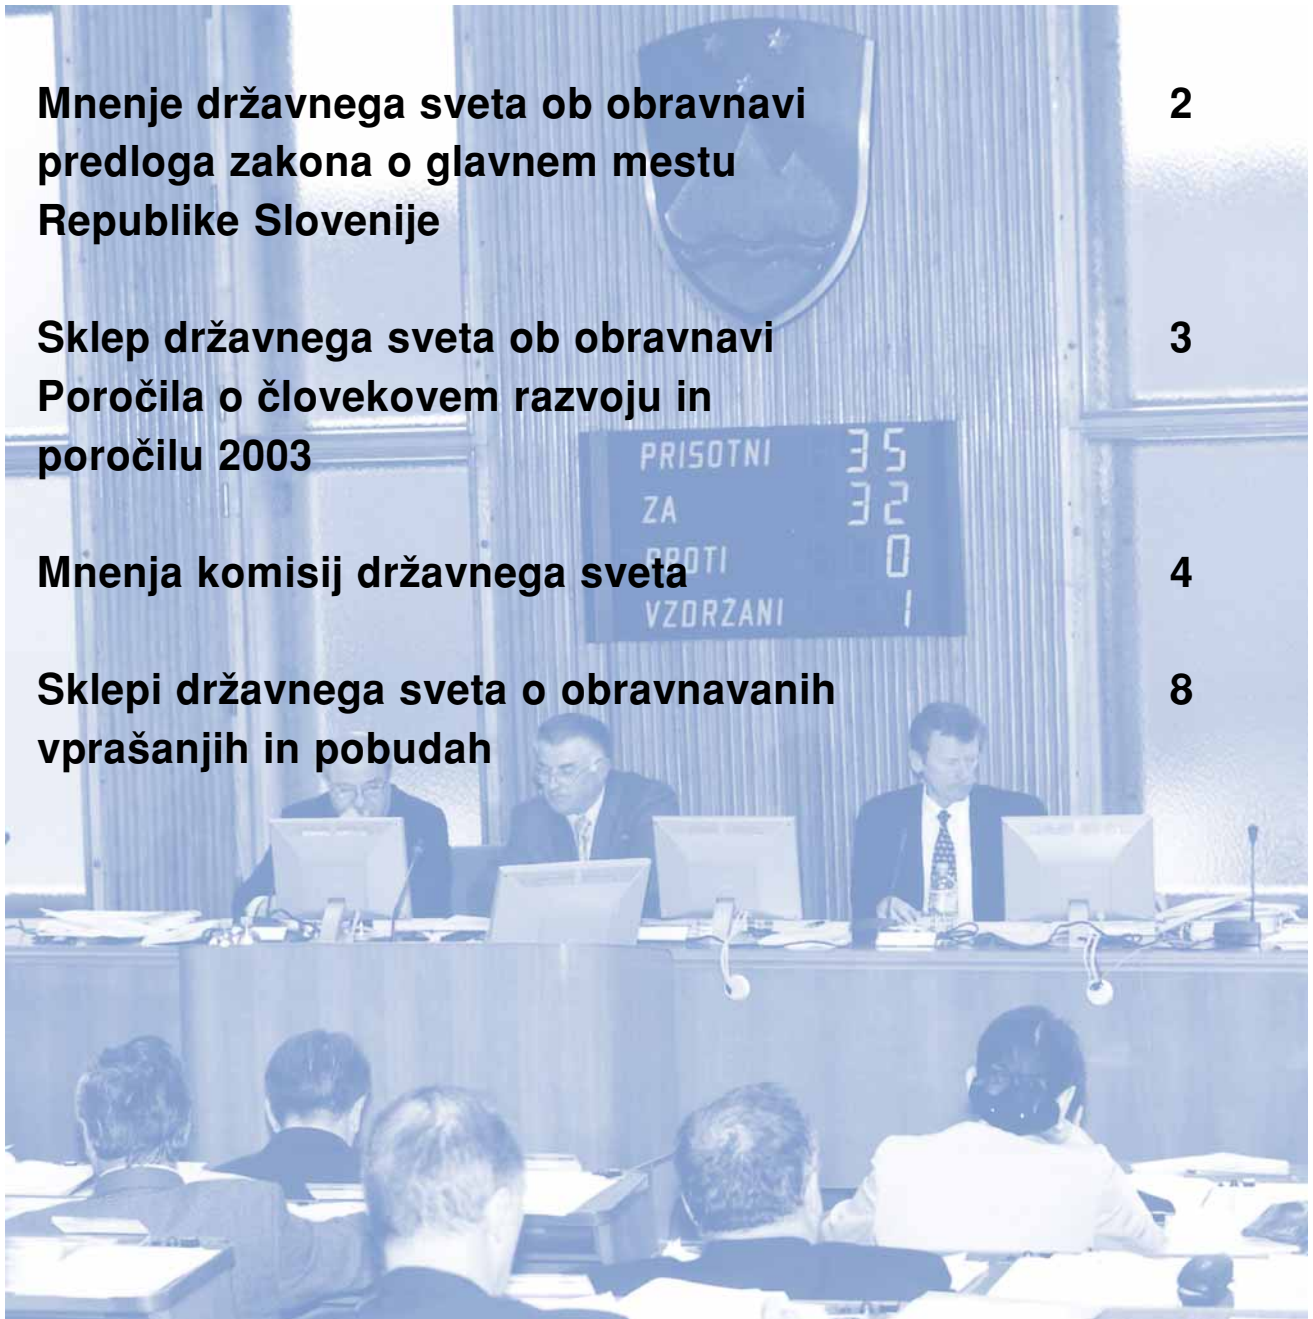 Mnenje državnega sveta ob obravnavi 2
predloga zakona o glavnem mestu
Republike Slovenije
Sklep državnega sveta ob obravnavi 3
Poročila o človekovem razvoju in
poročilu 2003
Mnenja komisij državnega sveta 4
Sklepi državnega sveta o obravnavanih 8
vprašanjih in pobudah
PRISOTNI 35
ZA 32
PROTI 0
VZDRŽANI 1